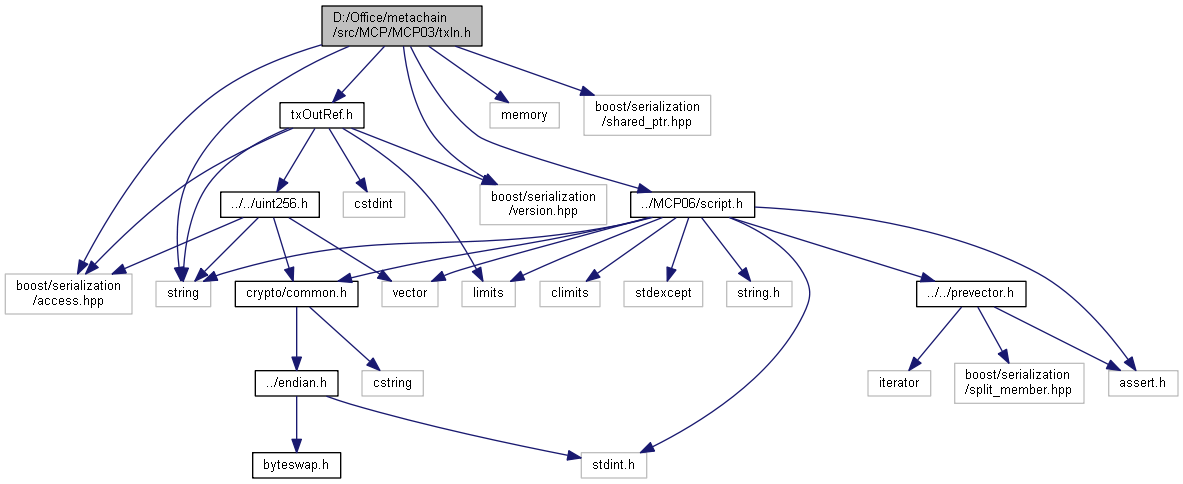 D:/Office/metachain
/src/MCP/MCP03/txIn.h
txOutRef.h
memory
boost/serialization
/shared_ptr.hpp
../../uint256.h
cstdint
boost/serialization
/version.hpp
../MCP06/script.h
boost/serialization
/access.hpp
string
crypto/common.h
vector
limits
climits
stdexcept
string.h
../../prevector.h
../endian.h
cstring
iterator
boost/serialization
/split_member.hpp
assert.h
byteswap.h
stdint.h